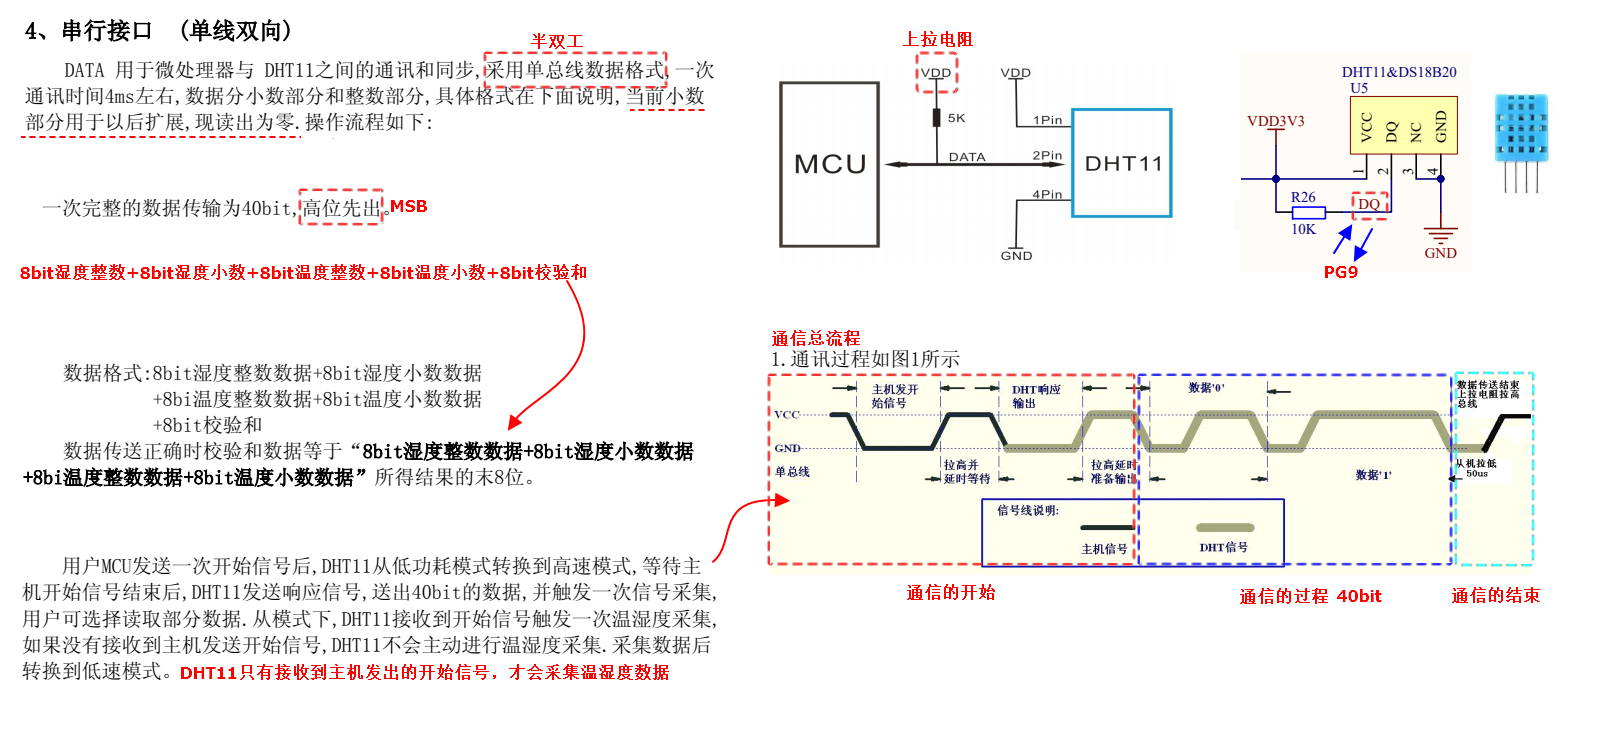 4、串行接口 (单线双向)
半双工
DATA 用于微处理器与 DHT11之间的通讯和同步,采用单总线数据格式,一次
通讯时间4ms左右,数据分小数部分和整数部分,具体格式在下面说明,当前小数
部分用于以后扩展,现读出为零.操作流程如下:
一次完整的数据传输为40bit,高位先出。MSB
8bit湿度整数+8bit湿度小数+8bit温度整数+8bit温度小数+8bit校验和
数据格式:8bit湿度整数数据+8bit湿度小数数据
+8bi温度整数数据+8bit温度小数数据
+8bit校验和
数据传送正确时校验和数据等于“8bit湿度整数数据+8bit湿度小数数据
+8bi温度整数数据+8bit温度小数数据”所得结果的末8位。
用户MCU发送一次开始信号后,DHT11从低功耗模式转换到高速模式,等待主
机开始信号结束后,DHT11发送响应信号,送出40bit的数据,并触发一次信号采集,
用户可选择读取部分数据.从模式下,DHT11接收到开始信号触发一次温湿度采集,
如果没有接收到主机发送开始信号,DHT11不会主动进行温湿度采集.采集数据后
转换到低速模式。DHT11只有接收到主机发出的开始信号，才会采集温湿度数据
上拉电阻
VDD
VDD
5K
1Pin
MCU
DATA
2Pin
DHT11
4Pin
GND
DHT11&DS18B20
U5
VDD3V3
VCC
DQ
NC
GND
1
2
3
4
R26
DQ
10K
GND
PG9
通信总流程
1.通讯过程如图1所示
主机发开
始信号
DHT响应
输出
数据'0'
数据传送结束
上拉电阻拉高
总线
VCC
GND
单总线
拉高并
延时等待
拉高延时
准备输出
数据'1'
从机拉低
50us
信号线说明:
主机信号
DHT信号
通信的开始
通信的过程 40bit
通信的结束